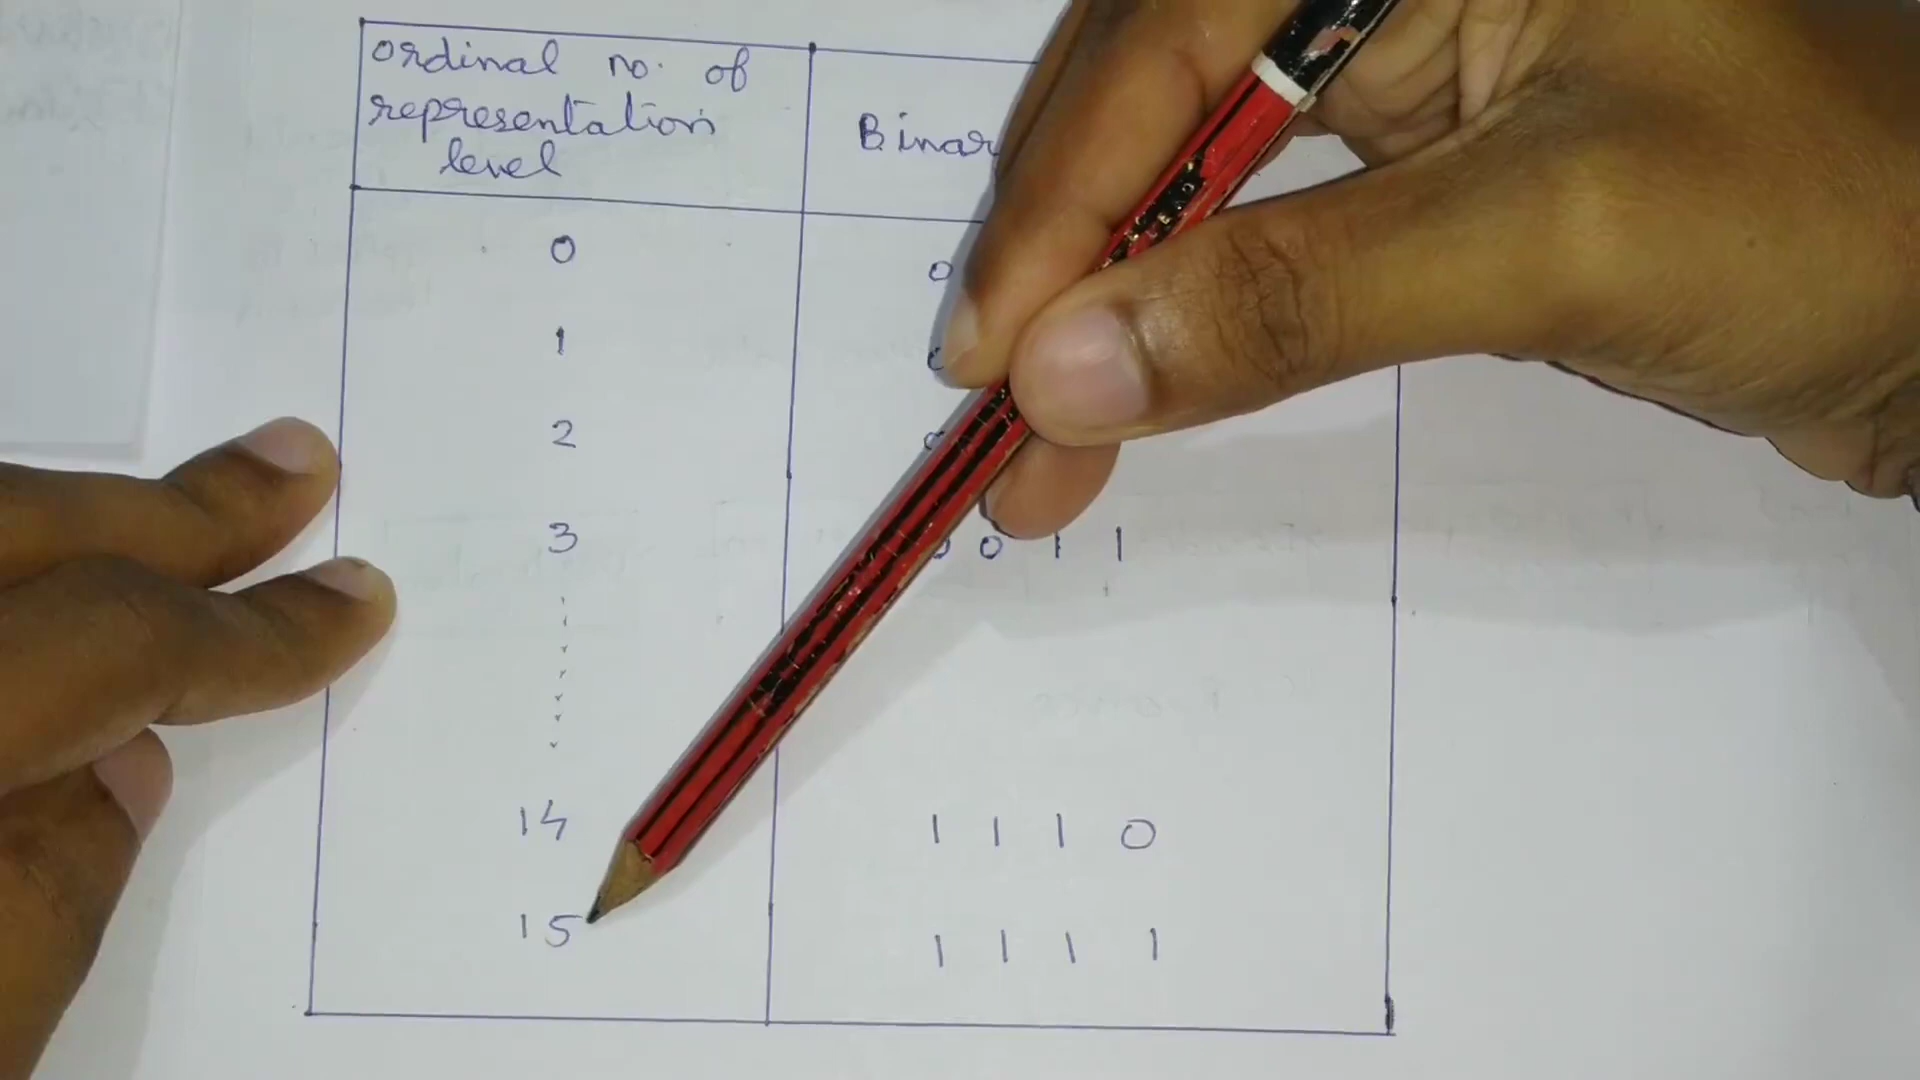 ordinal no. of
representation
level
Binar
0 0
1
2
3 0 0 1 1
14 1 1 1 0
15 1 1 1 1